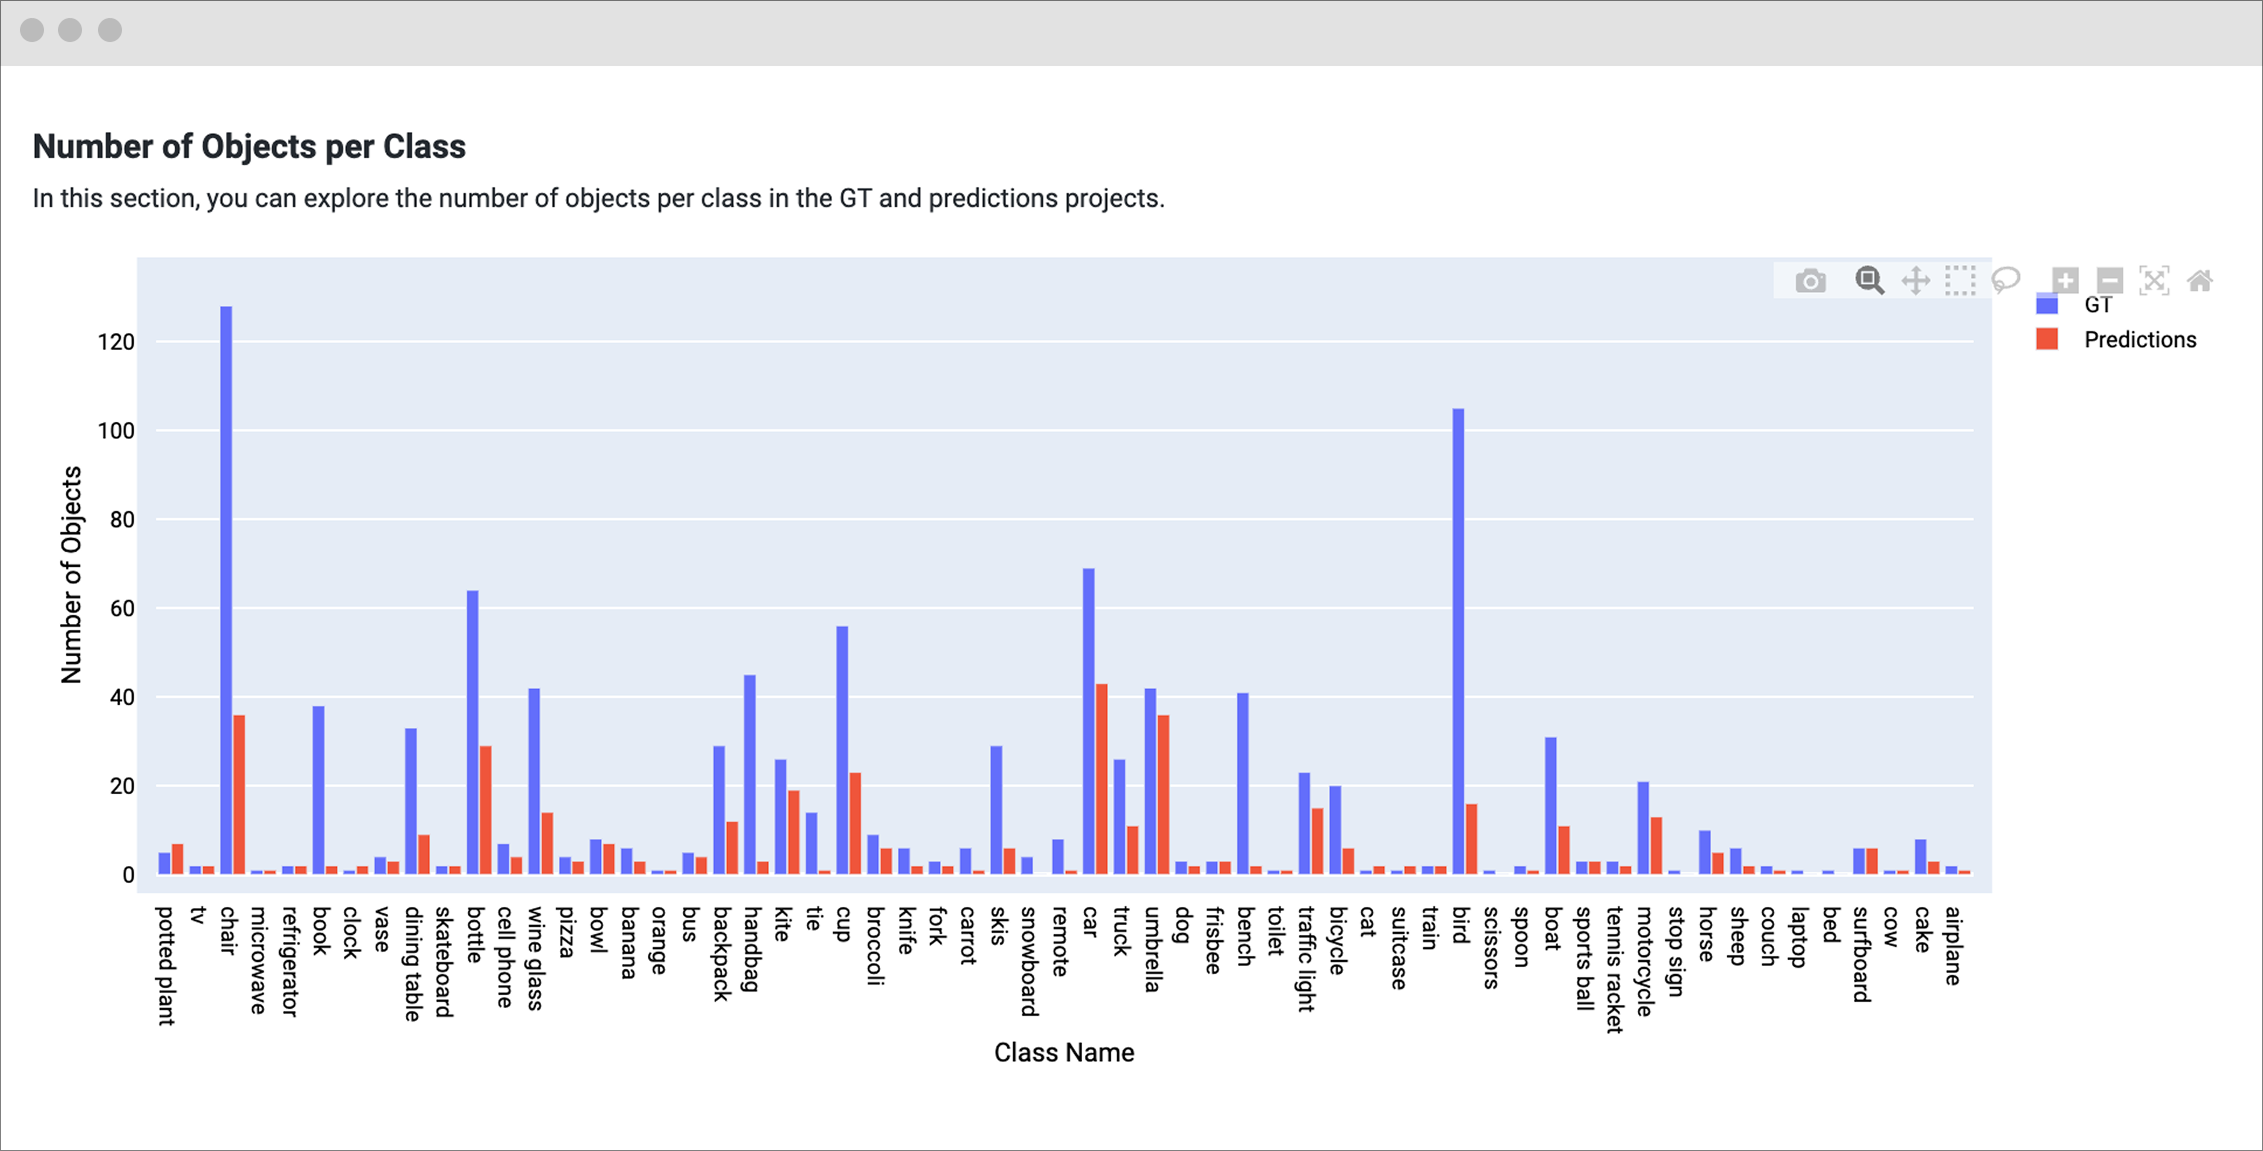 Number of Objects per Class
In this section, you can explore the number of objects per class in the GT and predictions projects.
GT
Predictions
120
100
80
60
40
20
0
Number of Objects
potted plant
tv
chair
microwave
refrigerator
book
clock
vase
dining table
skateboard
bottle
cell phone
wine glass
pizza
bowl
banana
orange
bus
backpack
handbag
kite
tie
cup
broccoli
knife
fork
carrot
skis
snowboard
remote
car
truck
umbrella
dog
frisbee
bench
toilet
traffic light
bicycle
cat
suitcase
train
bird
scissors
spoon
boat
sports ball
tennis racket
motorcycle
stop sign
horse
sheep
couch
laptop
bed
surfboard
cow
cake
airplane
Class Name